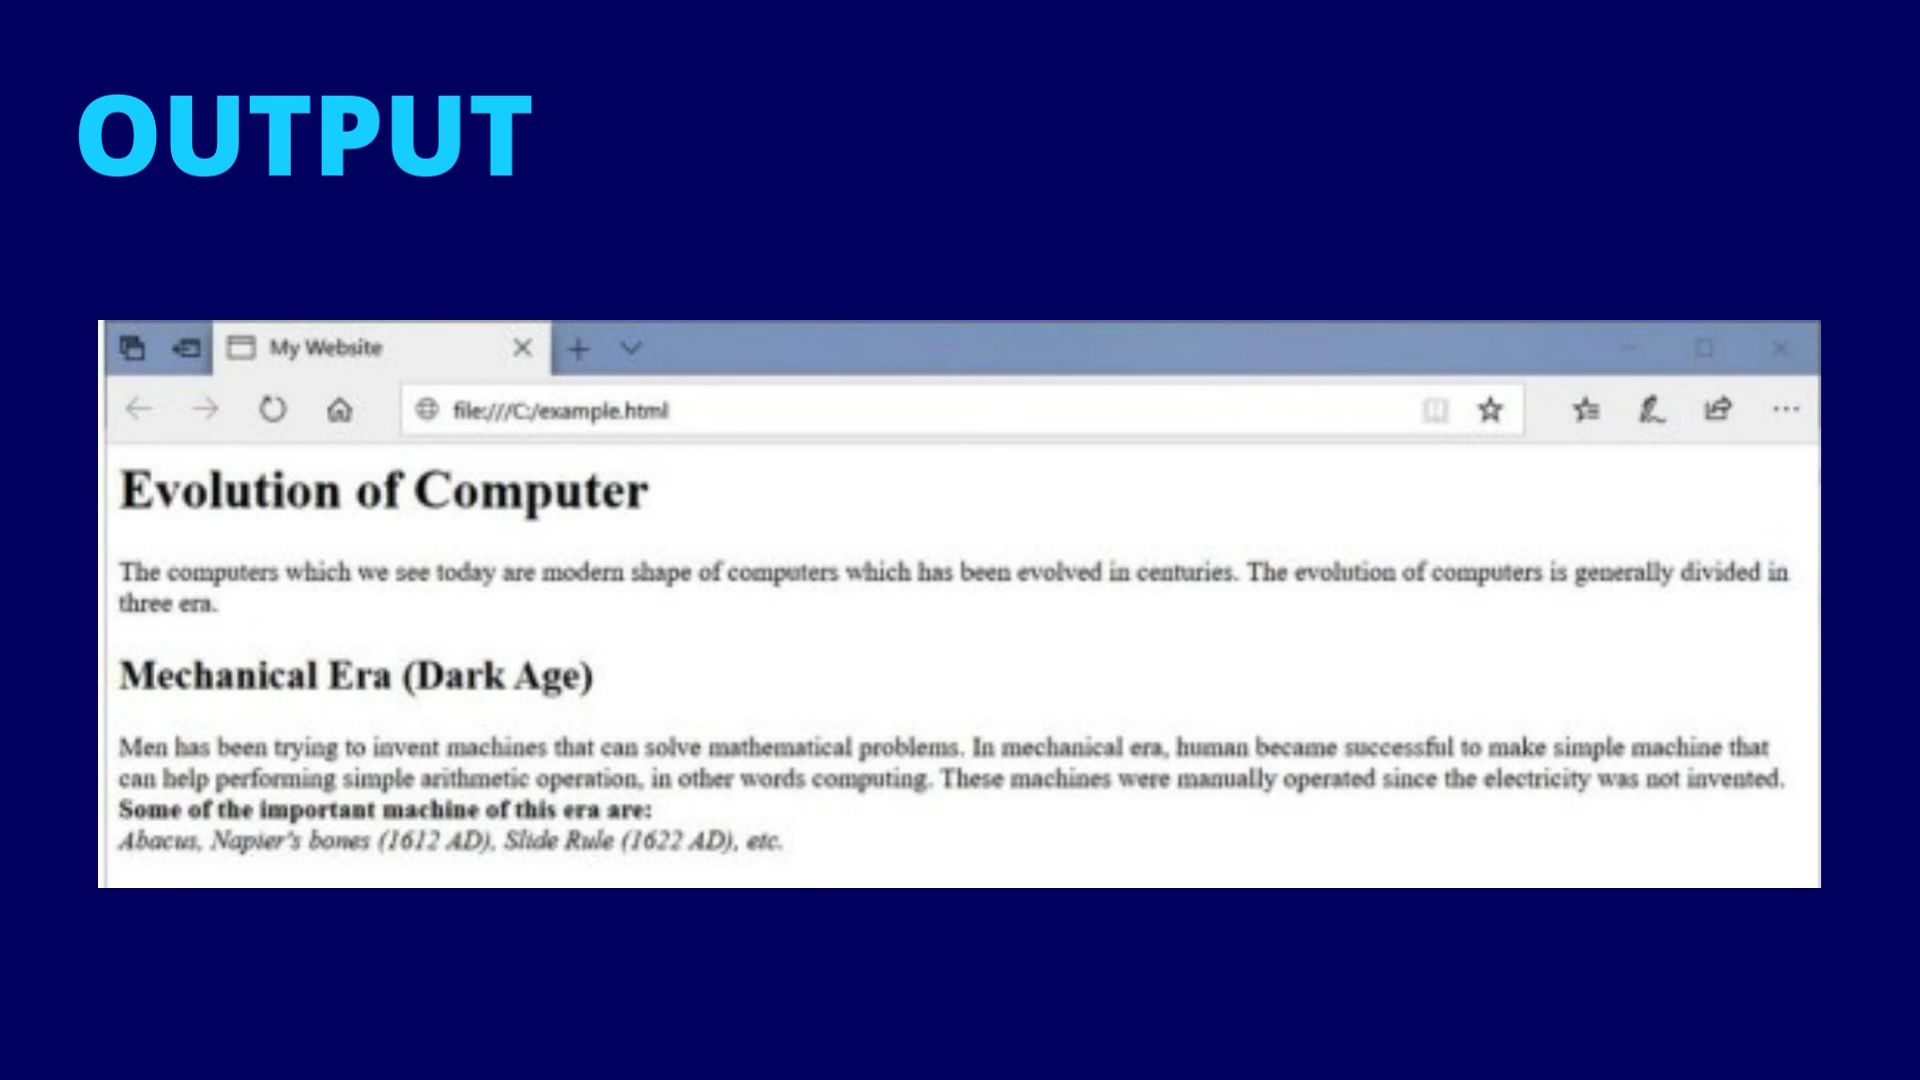 OUTPUT
My Website
file:///C:/example.html
Evolution of Computer
The computers which we see today are modern shape of computers which has been evolved in centuries. The evolution of computers is generally divided in
three era.
Mechanical Era (Dark Age)
Men has been trying to invent machines that can solve mathematical problems. In mechanical era, human became successful to make simple machine that
can help performing simple arithmetic operation, in other words computing. These machines were manually operated since the electricity was not invented.
Some of the important machine of this era are:
Abacus, Napier's bones (1612 AD), Slide Rule (1622 AD), etc.